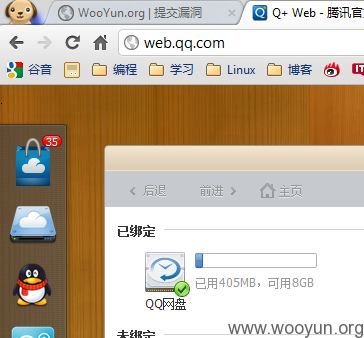 WooYun.org | 提交漏洞
Q+ Web - 腾讯官
web.qq.com
谷音 编程 学习 Linux 博客
35
后退 前进 主页
已绑定
已用405MB，可用8GB
QQ网盘
www.wooyun.org
未绑定